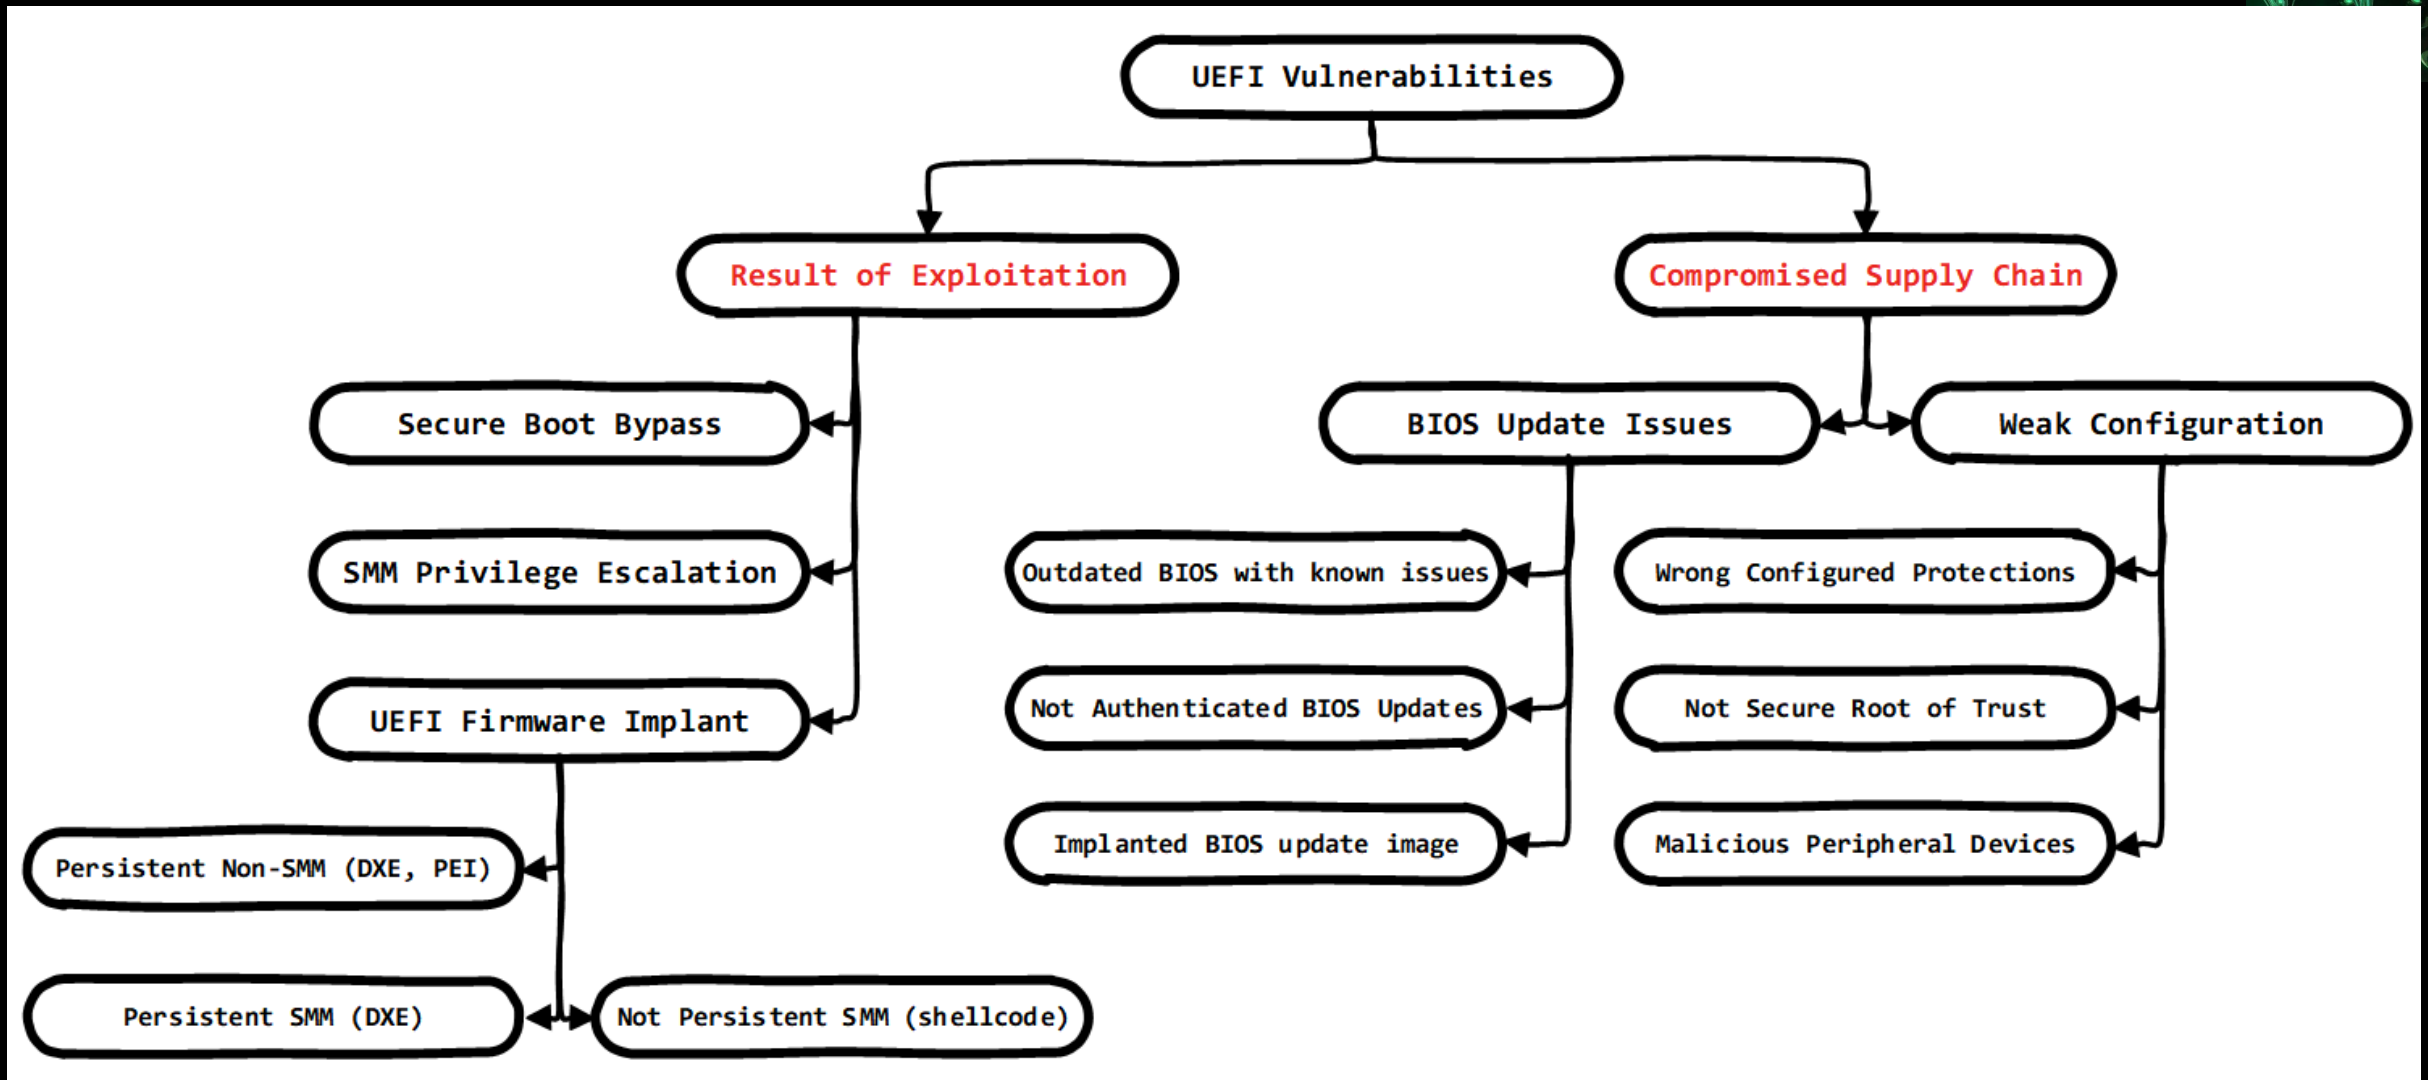 UEFI Vulnerabilities
Result of Exploitation
Compromised Supply Chain
Secure Boot Bypass
BIOS Update Issues
Weak Configuration
SMM Privilege Escalation
Outdated BIOS with known issues
Wrong Configured Protections
UEFI Firmware Implant
Not Authenticated BIOS Updates
Not Secure Root of Trust
Persistent Non-SMM (DXE, PEI)
Implanted BIOS update image
Malicious Peripheral Devices
Persistent SMM (DXE)
Not Persistent SMM (shellcode)